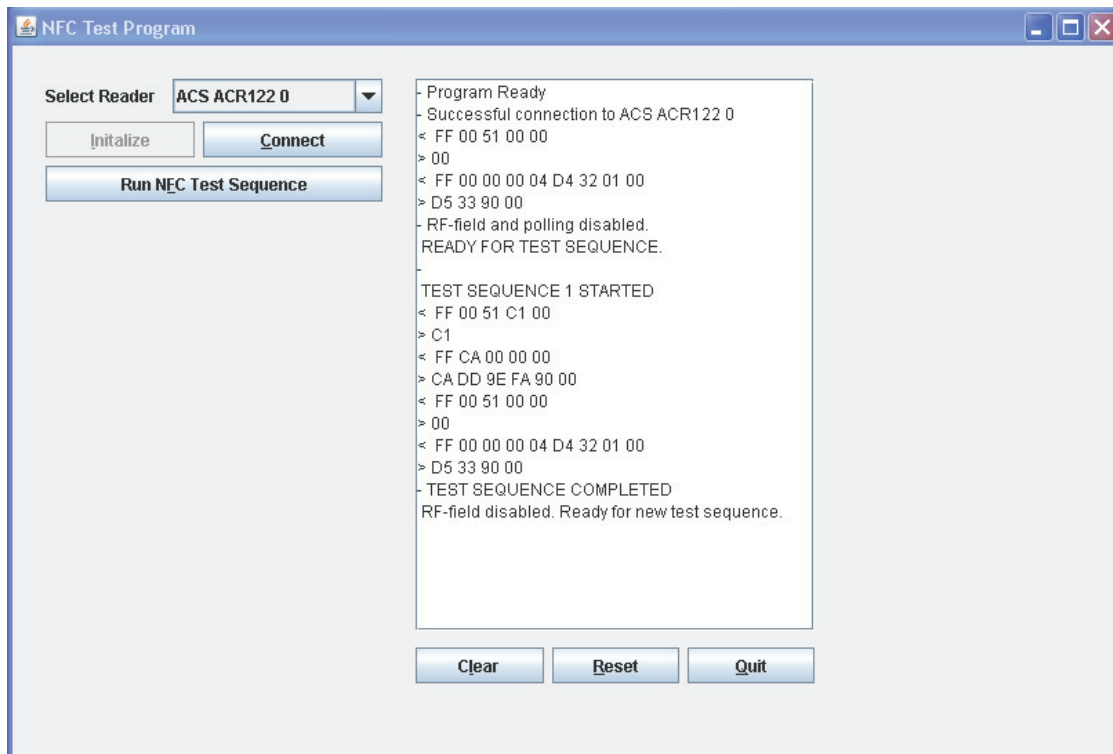 NFC Test Program
Select Reader ACS ACR122 0
Initalize Connect
Run NFC Test Sequence
- Program Ready
- Successful connection to ACS ACR122 0
< FF 00 51 00 00
> 00
< FF 00 00 00 04 D4 32 01 00
> D5 33 90 00
- RF-field and polling disabled.
READY FOR TEST SEQUENCE.
-
TEST SEQUENCE 1 STARTED
< FF 00 51 C1 00
> C1
< FF CA 00 00 00
> CA DD 9E FA 90 00
< FF 00 51 00 00
> 00
< FF 00 00 00 04 D4 32 01 00
> D5 33 90 00
- TEST SEQUENCE COMPLETED
RF-field disabled. Ready for new test sequence.
Clear Reset Quit